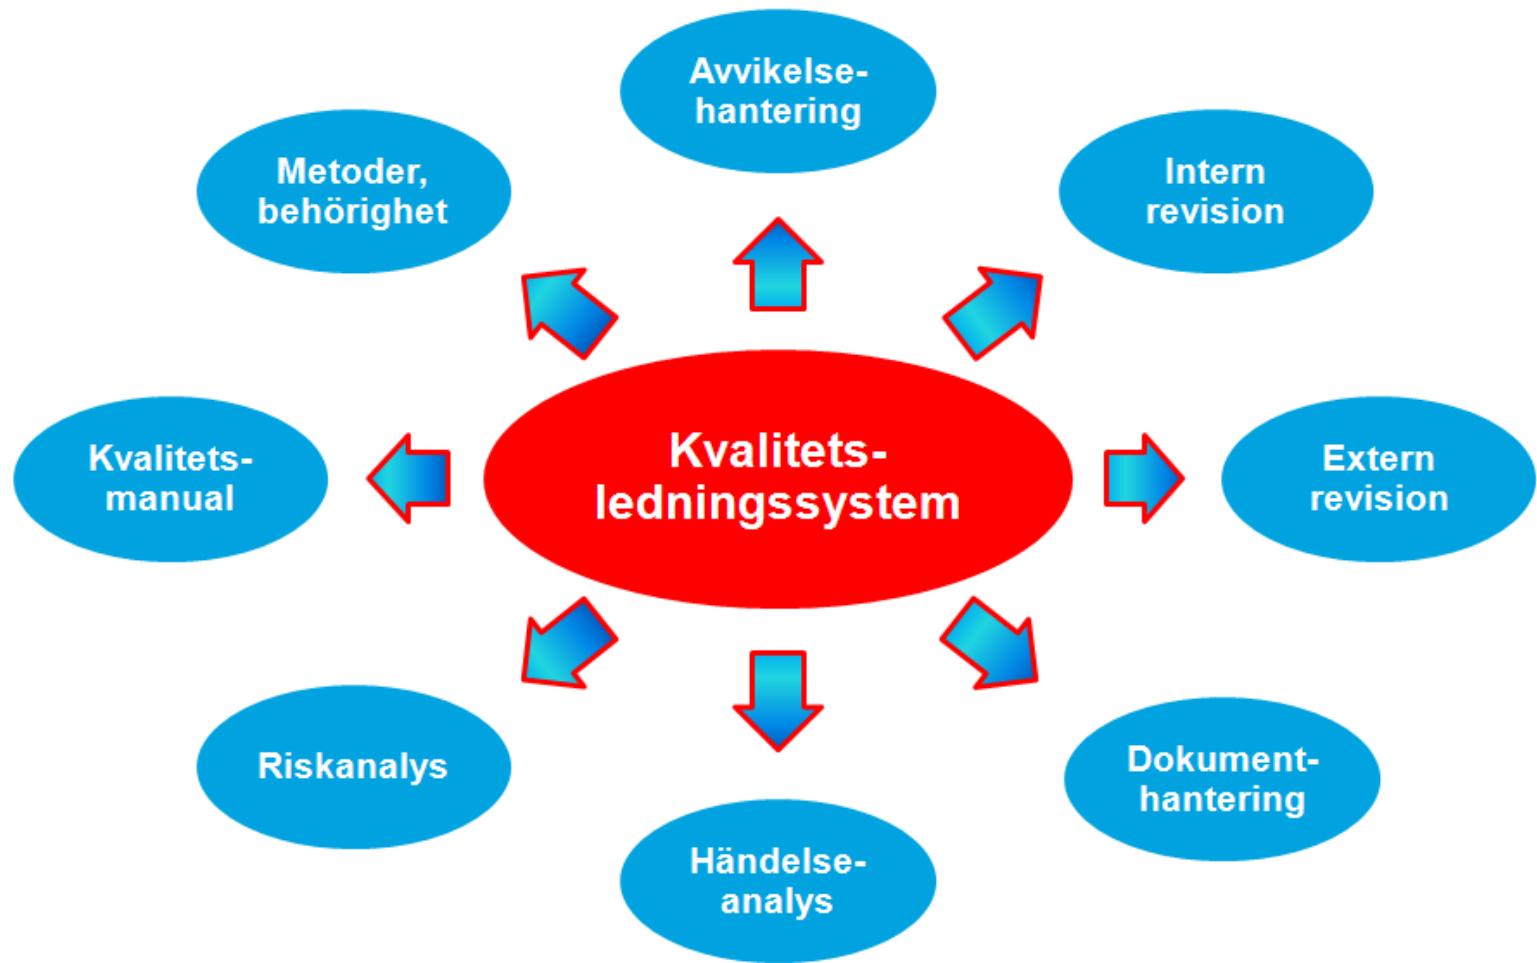 Avvikelse-
hantering
Metoder,
behörighet
Intern
revision
Kvalitets-
manual
Kvalitets-
ledningssystem
Extern
revision
Riskanalys
Dokument-
hantering
Händelse-
analys